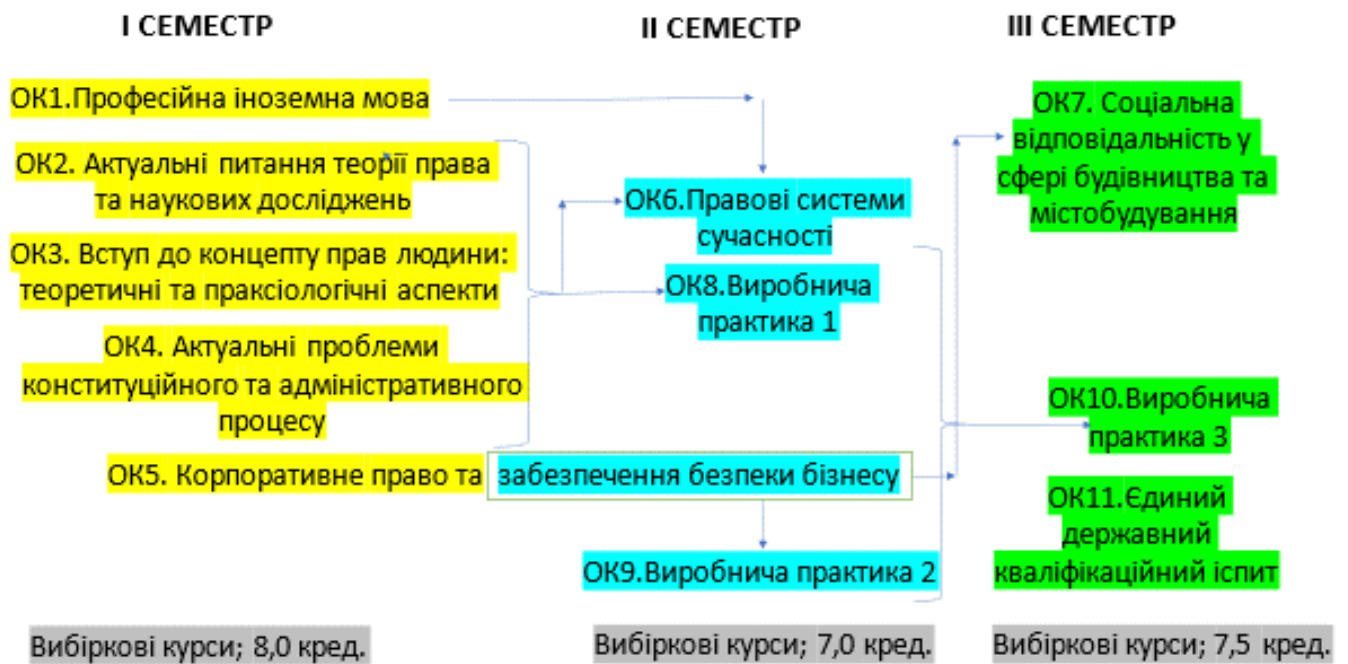 І СЕМЕСТР
ІІ СЕМЕСТР
ІІІ СЕМЕСТР
ОК1.Професійна іноземна мова
ОК2. Актуальні питання теорії права
та наукових досліджень
ОК3. Вступ до концепту прав людини:
теоретичні та праксіологічні аспекти
ОК4. Актуальні проблеми
конституційного та адміністративного
процесу
ОК5. Корпоративне право та забезпечення безпеки бізнесу
ОК6.Правові системи
сучасності
ОК8.Виробнича
практика 1
ОК9.Виробнича практика 2
ОК7. Соціальна
відповідальність у
сфері будівництва та
містобудування
ОК10.Виробнича
практика 3
ОК11.Єдиний
державний
кваліфікаційний іспит
Вибіркові курси; 8,0 кред.
Вибіркові курси; 7,0 кред.
Вибіркові курси; 7,5 кред.